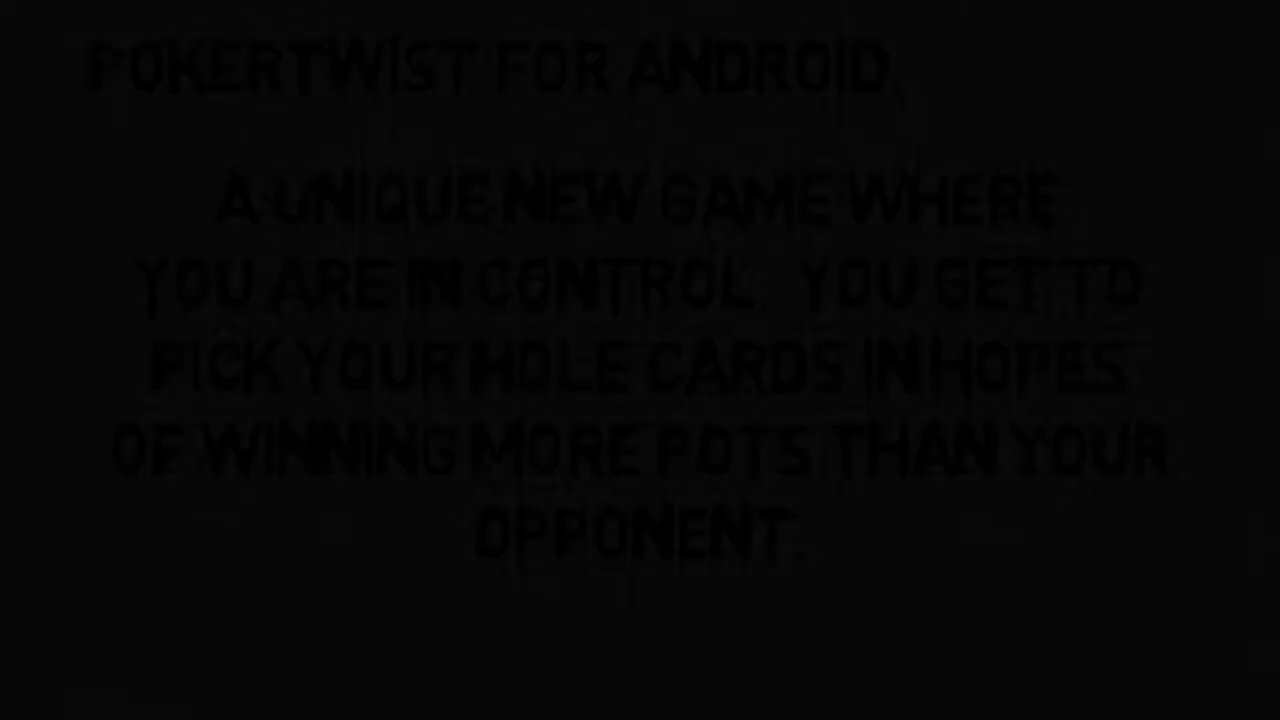 POKERTWIST FOR ANDROID.
A UNIQUE NEW GAME WHERE
YOU ARE IN CONTROL. YOU GET TO
PICK YOUR HOLE CARDS IN HOPES
OF WINNING MORE POTS THAN YOUR
OPPONENT.